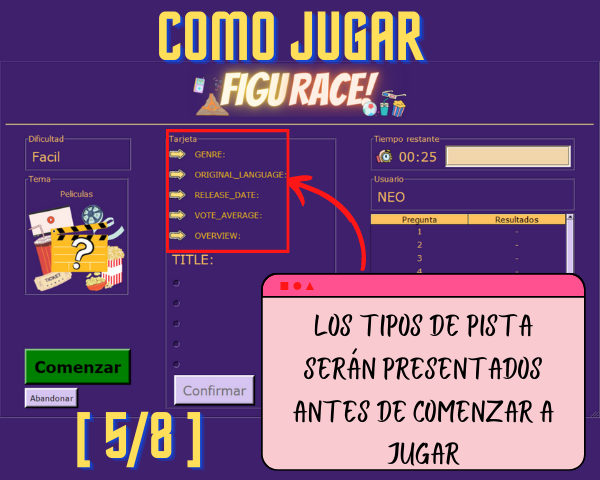 COMO JUGAR
FIGURACE!
Dificultad
Facil
Tema
Peliculas
?
TICKET
Comenzar
Abandonar
Tarjeta
GENRE:
ORIGINAL_LANGUAGE:
RELEASE_DATE:
VOTE_AVERAGE:
OVERVIEW:
TITLE:
Confirmar
Tiempo restante
00:25
Usuario
NEO
Pregunta Resultados
1 -
2 -
3 -
4 -
LOS TIPOS DE PISTA
SERÁN PRESENTADOS
ANTES DE COMENZAR A
JUGAR
[ 5/8 ]